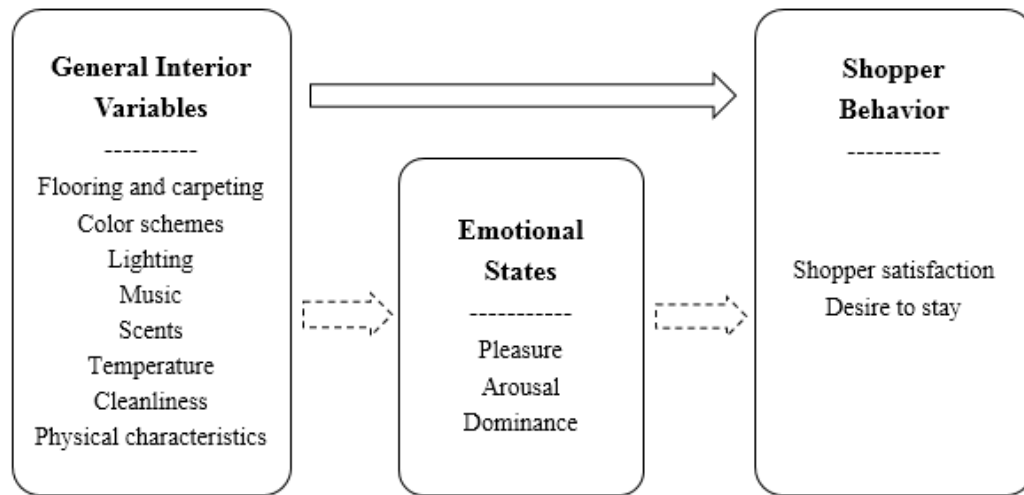 General Interior
Variables
----------
Flooring and carpeting
Color schemes
Lighting
Music
Scents
Temperature
Cleanliness
Physical characteristics
Emotional
States
-----------
Pleasure
Arousal
Dominance
Shopper
Behavior
----------
Shopper satisfaction
Desire to stay